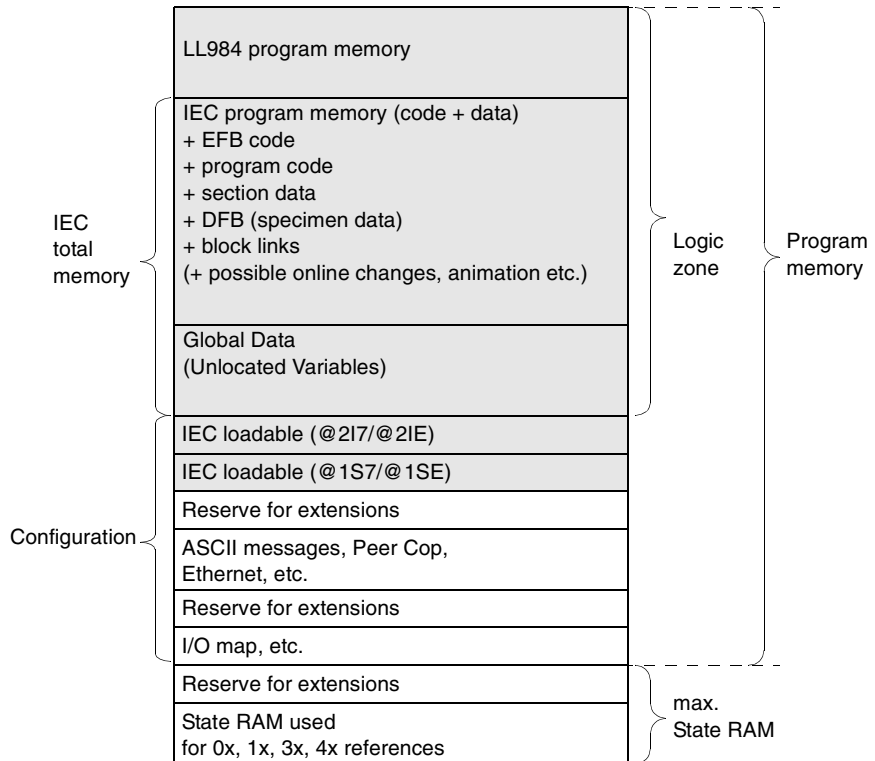 LL984 program memory
IEC program memory (code + data)
+ EFB code
+ program code
+ section data
+ DFB (specimen data)
+ block links
(+ possible online changes, animation etc.)
IEC
total
memory
Logic
zone
Program
memory
Global Data
(Unlocated Variables)
IEC loadable (@2I7/@2IE)
IEC loadable (@1S7/@1SE)
Reserve for extensions
Configuration
ASCII messages, Peer Cop,
Ethernet, etc.
Reserve for extensions
I/O map, etc.
Reserve for extensions
State RAM used
for 0x, 1x, 3x, 4x references
max.
State RAM